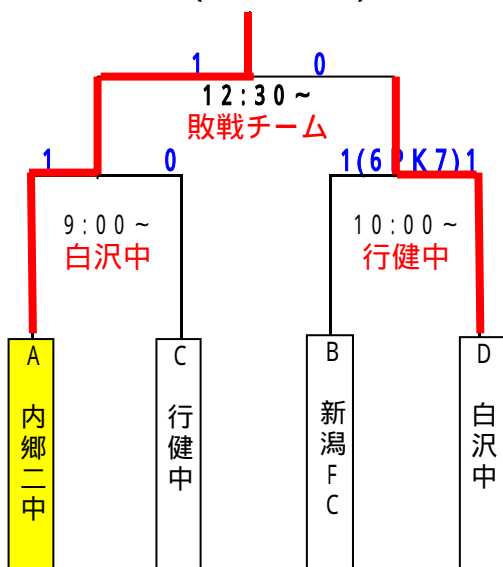 1 0
12:30~
敗戦チーム
1 0 1(6PK7)1
9:00~ 10:00~
白沢中 行健中
A C B D
内郷二中 行健中 新潟FC 白沢中